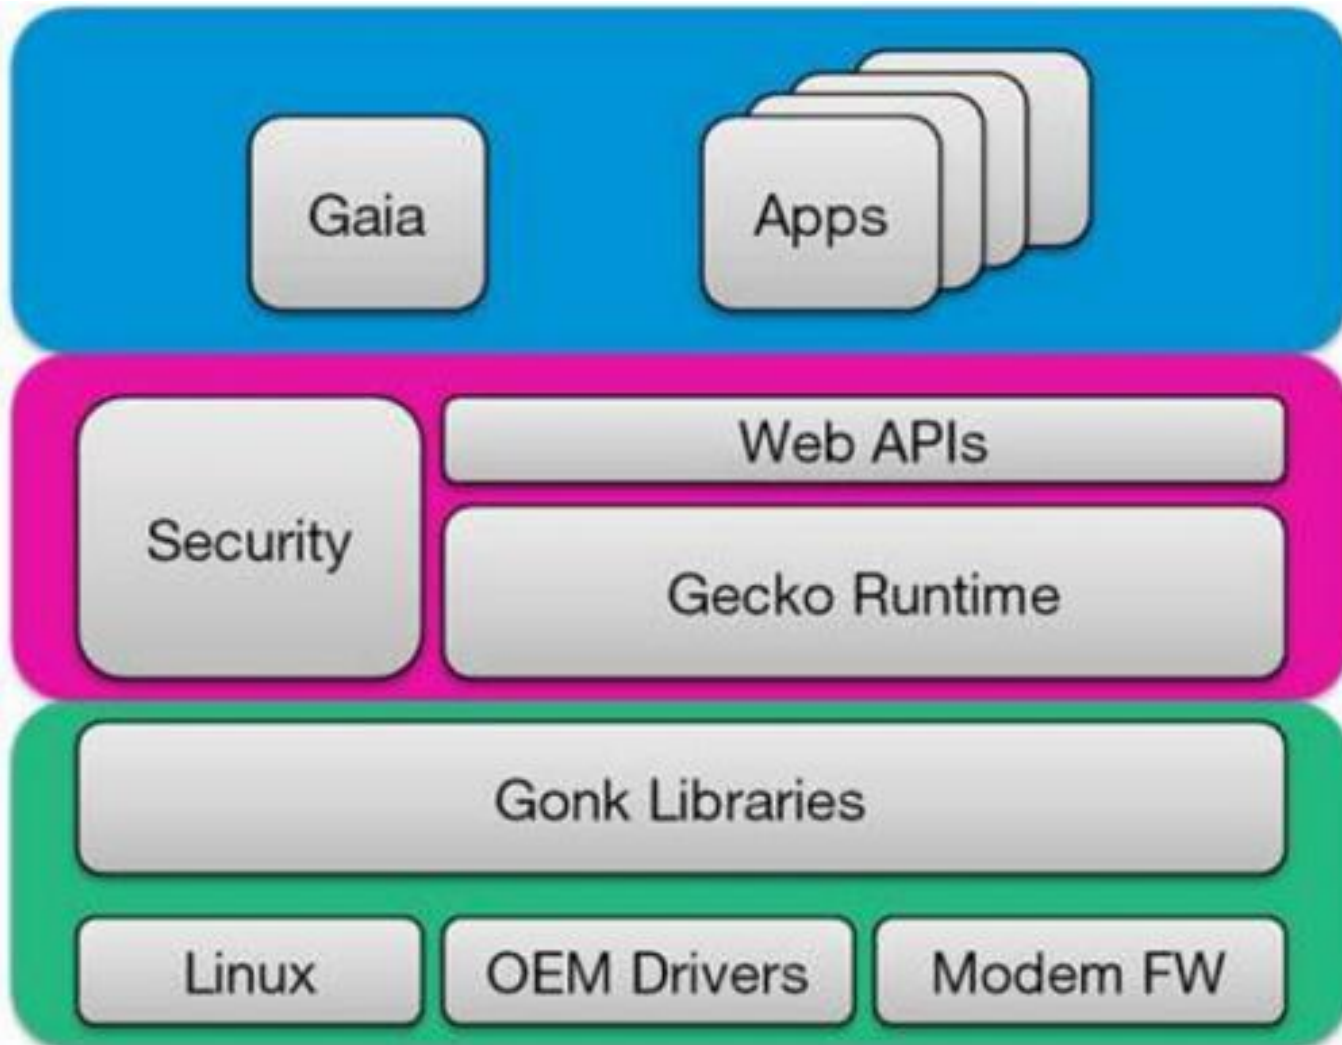 Gaia
Apps
Web APIs
Security
Gecko Runtime
Gonk Libraries
Linux
OEM Drivers
Modem FW